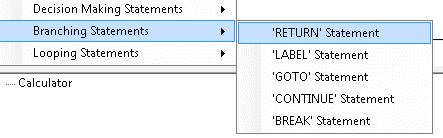 Decision Making Statements
Branching Statements
Looping Statements
Calculator
'RETURN' Statement
'LABEL' Statement
'GOTO' Statement
'CONTINUE' Statement
'BREAK' Statement